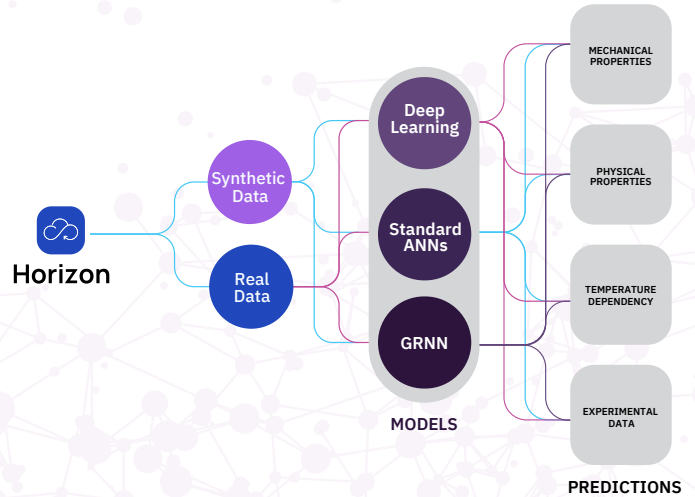 Horizon
Synthetic
Data
Real
Data
Deep
Learning
Standard
ANNs
GRNN
MODELS
MECHANICAL
PROPERTIES
PHYSICAL
PROPERTIES
TEMPERATURE
DEPENDENCY
EXPERIMENTAL
DATA
PREDICTIONS